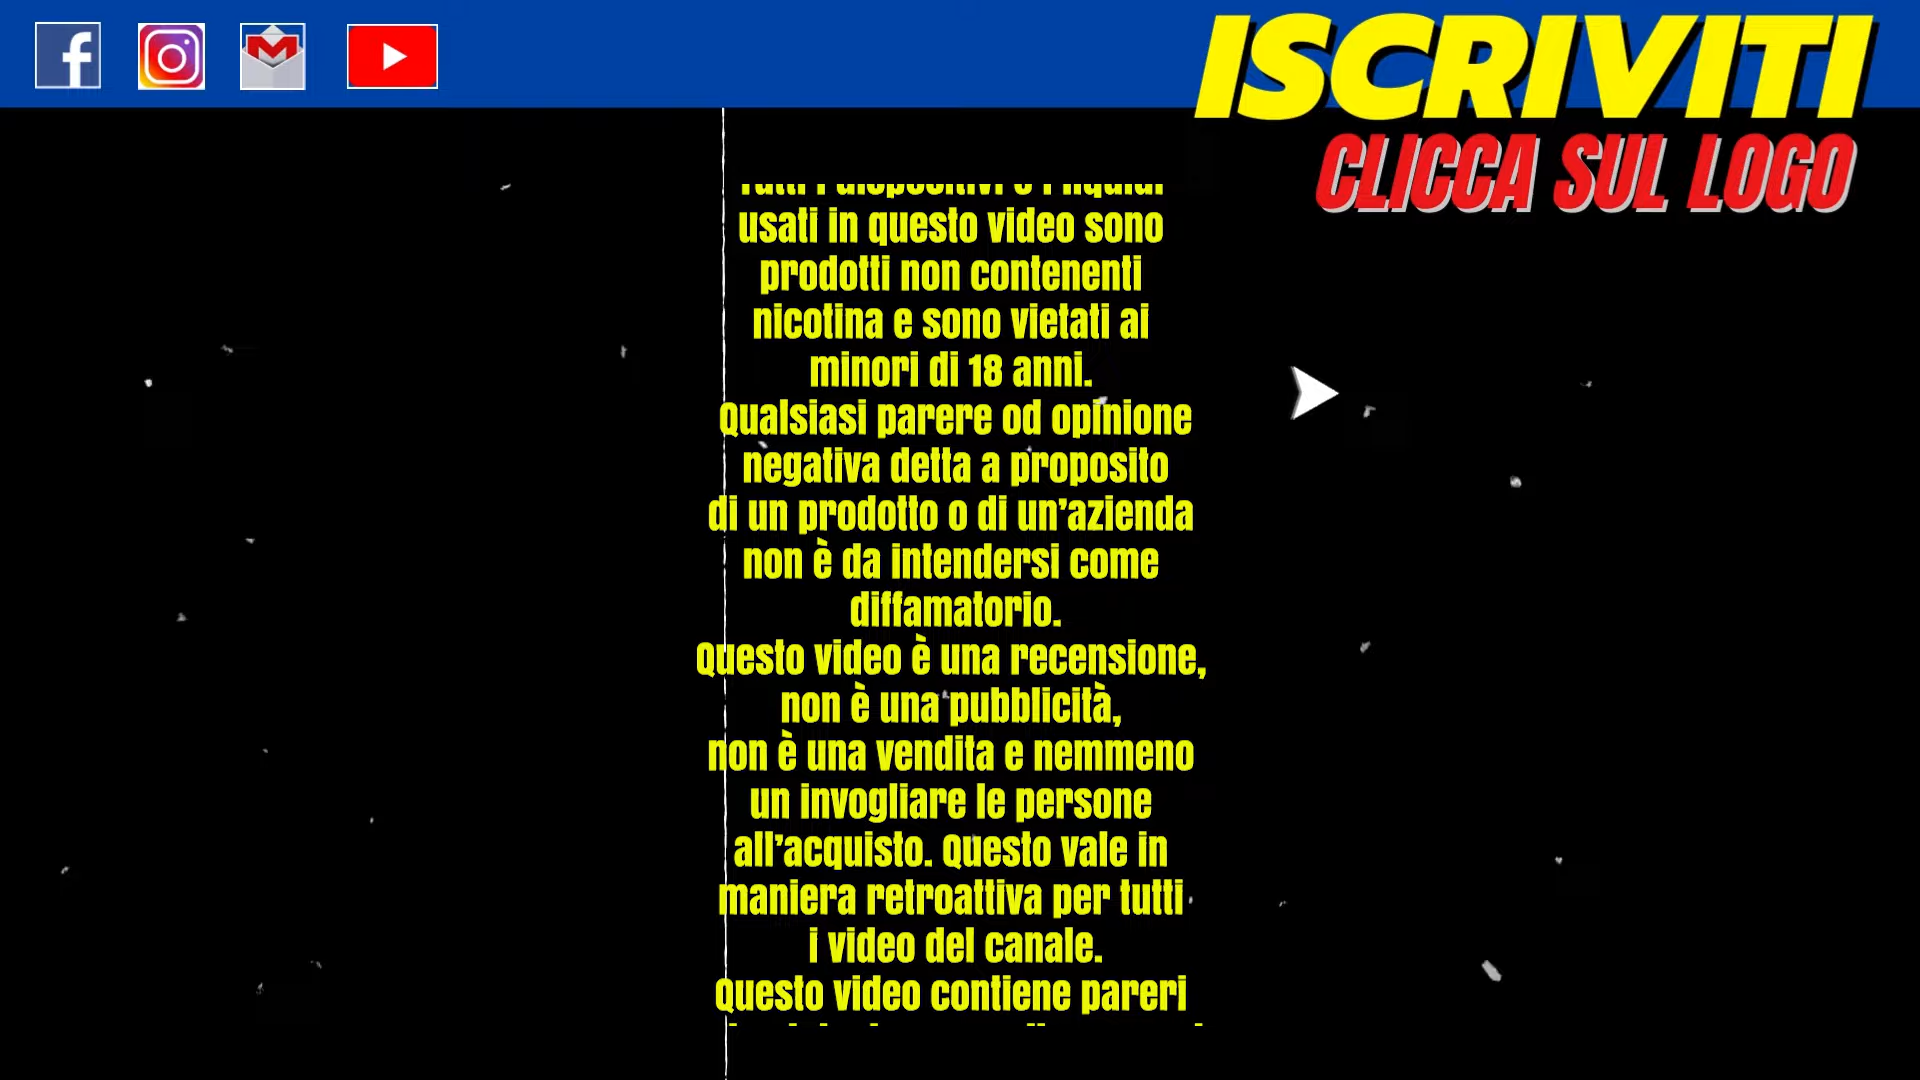 ISCRIVITI
CLICCA SUL LOGO
Tutti i dispositivi e i liquidi
usati in questo video sono
prodotti non contenenti
nicotina e sono vietati ai
minori di 18 anni.
Qualsiasi parere od opinione
negativa detta a proposito
di un prodotto o di un'azienda
non è da intendersi come
diffamatorio.
Questo video è una recensione,
non è una pubblicità,
non è una vendita e nemmeno
un invogliare le persone
all'acquisto. Questo vale in
maniera retroattiva per tutti
i video del canale.
Questo video contiene pareri